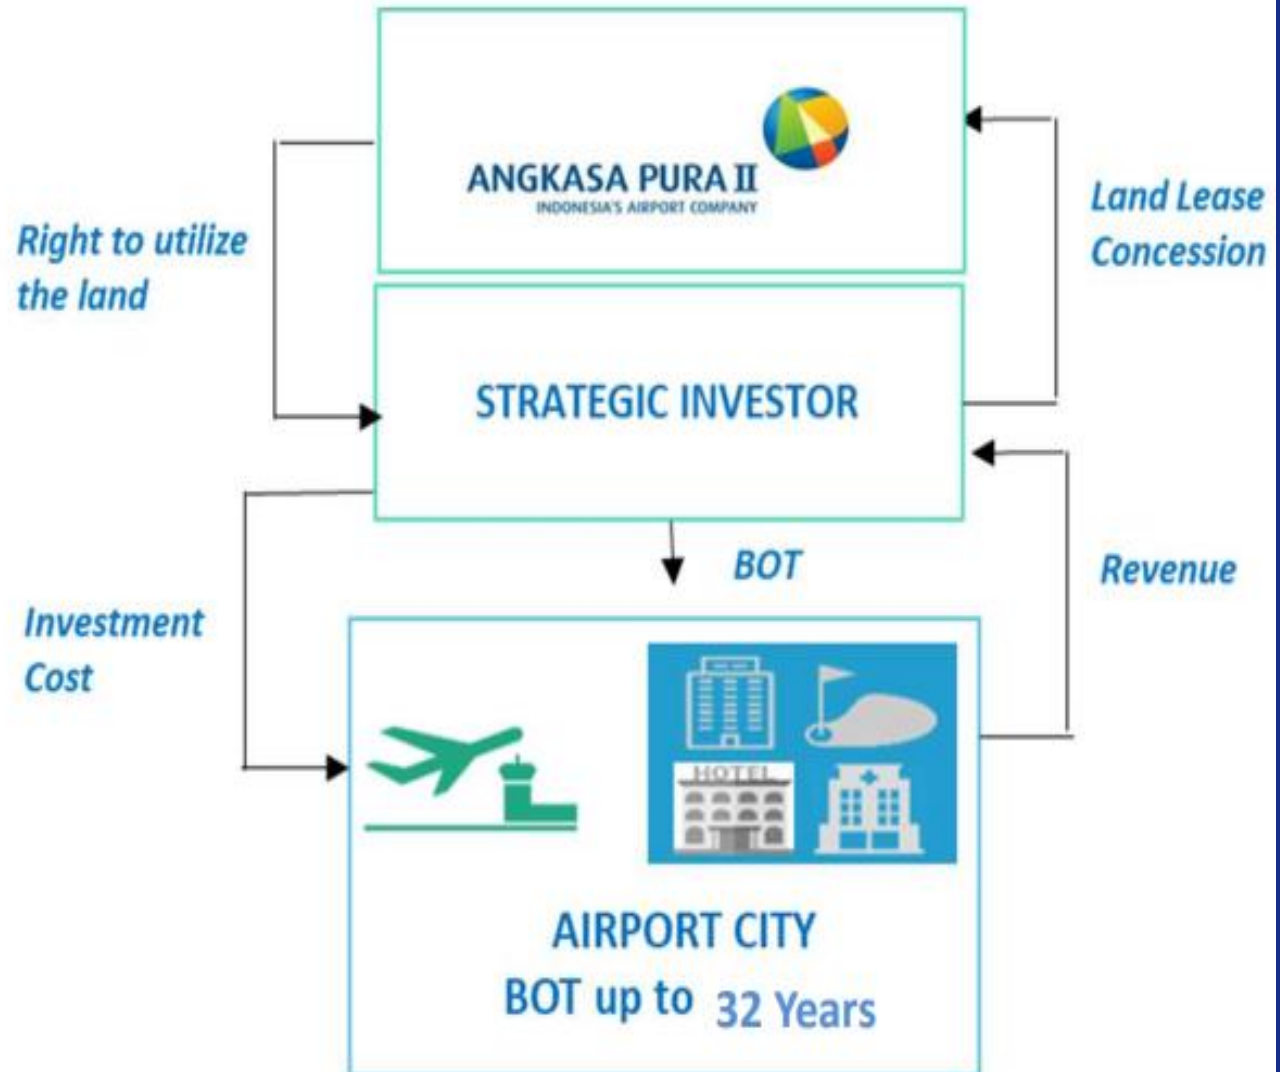 ANGKASA PURA II
INDONESIA'S AIRPORT COMPANY
Right to utilize
the land
Land Lease
Concession
STRATEGIC INVESTOR
BOT
Revenue
Investment
Cost
HOTEL
AIRPORT CITY
BOT up to 32 Years